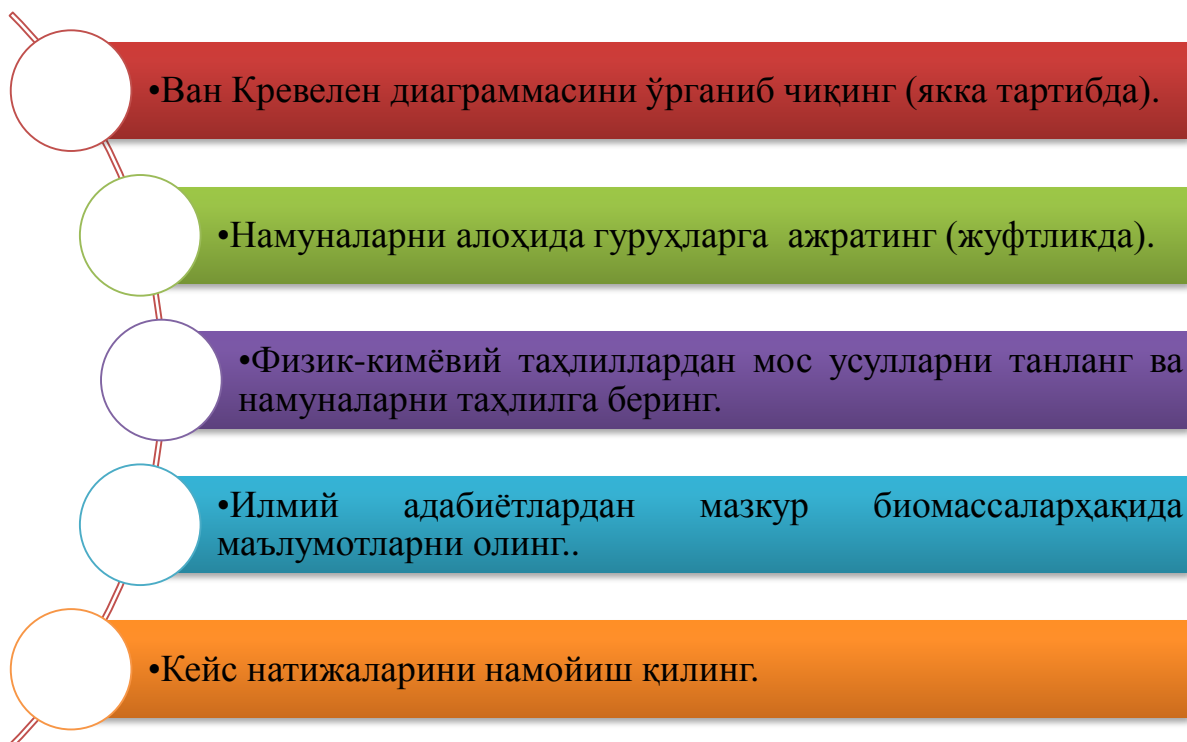 •Ван Кревелен диаграммасини ўрганиб чиқинг (якка тартибда).
•Намуналарни алоҳида гуруҳларга ажратинг (жуфтликда).
•Физик-кимёвий таҳлиллардан мос усулларни танланг ва
намуналарни таҳлилга беринг.
•Илмий адабиётлардан мазкур биомассаларҳақида
маълумотларни олинг..
•Кейс натижаларини намойиш қилинг.